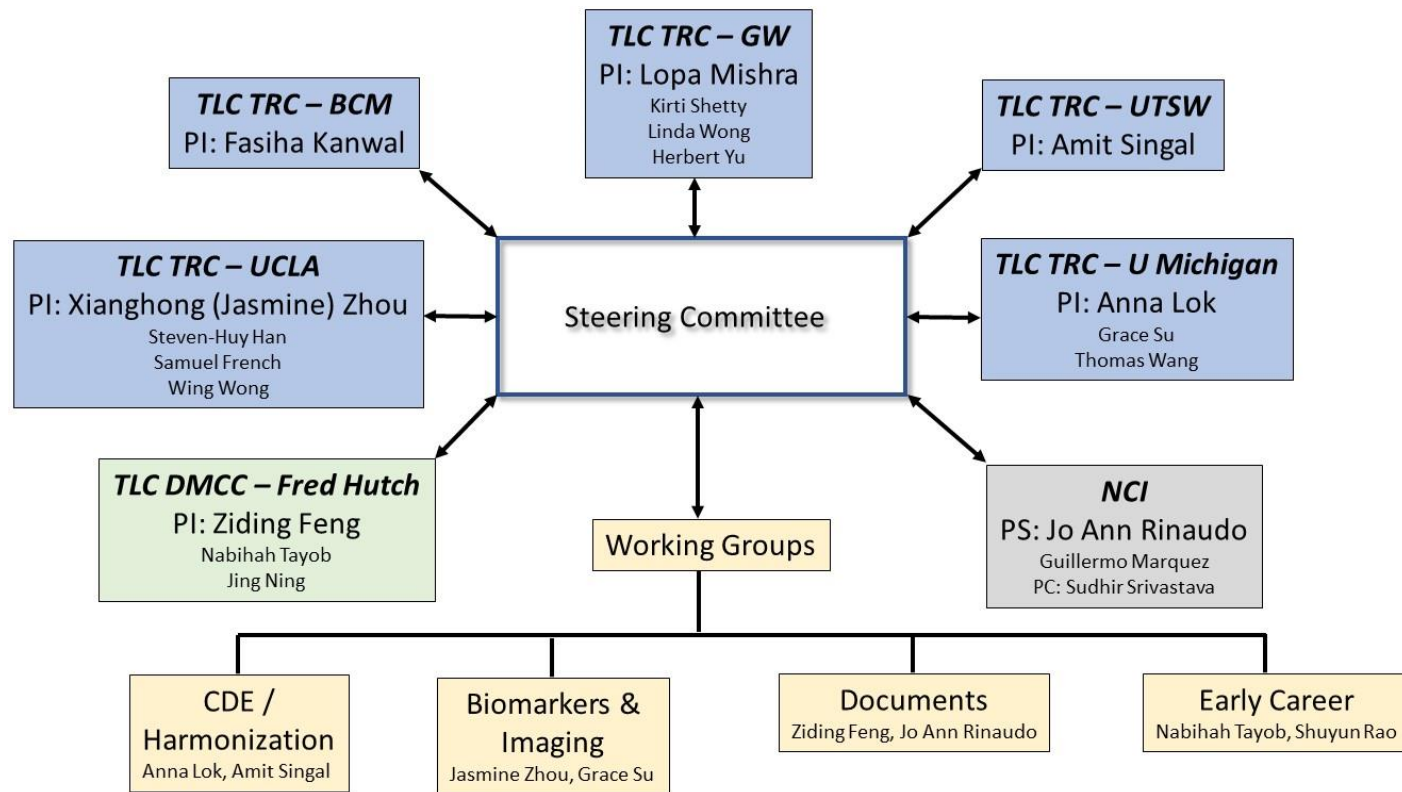 TLC TRC – GW
PI: Lopa Mishra
Kirti Shetty
Linda Wong
Herbert Yu
TLC TRC – BCM
PI: Fasiha Kanwal
TLC TRC – UTSW
PI: Amit Singal
TLC TRC – UCLA
PI: Xianghong (Jasmine) Zhou
Steven-Huy Han
Samuel French
Wing Wong
Steering Committee
TLC TRC – U Michigan
PI: Anna Lok
Grace Su
Thomas Wang
TLC DMCC – Fred Hutch
PI: Ziding Feng
Nabihah Tayob
Jing Ning
Working Groups
NCI
PS: Jo Ann Rinaudo
Guillermo Marquez
PC: Sudhir Srivastava
CDE /
Harmonization
Anna Lok, Amit Singal
Biomarkers &
Imaging
Jasmine Zhou, Grace Su
Documents
Ziding Feng, Jo Ann Rinaudo
Early Career
Nabihah Tayob, Shuyun Rao